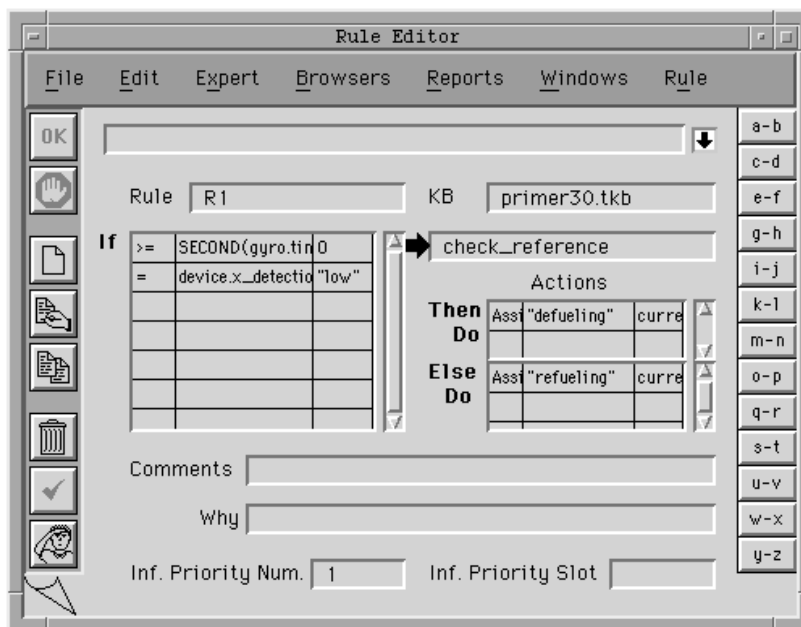 Rule Editor
File Edit Expert Browsers Reports Windows Rule
OK
a-b
c-d
e-f
g-h
i-j
k-l
m-n
o-p
q-r
s-t
u-v
w-x
y-z
Rule R1 KB primer30.tkb
If >= SECOND(gyro.tin 0
= device.x_detectio "low"
check_reference
Actions
Then Do Assi "defueling" curre
Else Do Assi "refueling" curre
Comments
Why
Inf. Priority Num. 1 Inf. Priority Slot